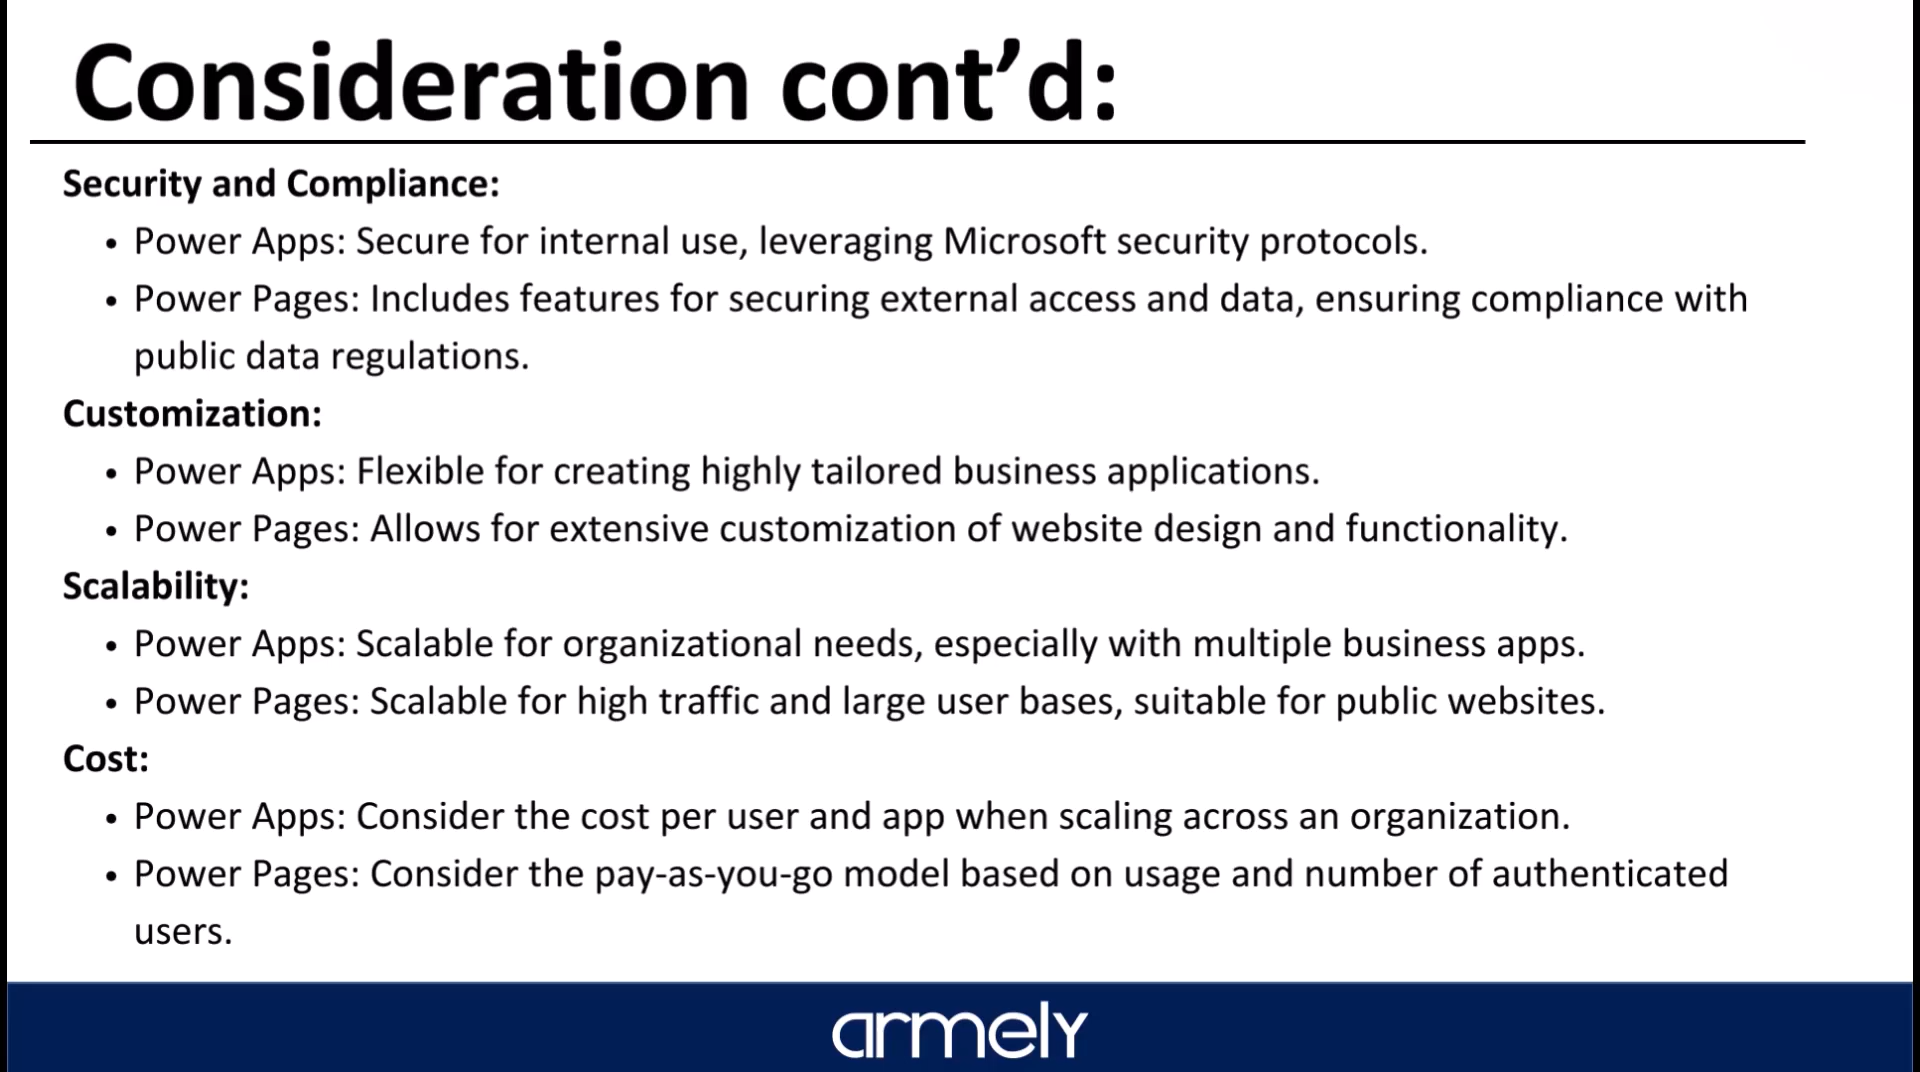 Consideration cont’d:
Security and Compliance:
• Power Apps: Secure for internal use, leveraging Microsoft security protocols.
• Power Pages: Includes features for securing external access and data, ensuring compliance with
public data regulations.
Customization:
• Power Apps: Flexible for creating highly tailored business applications.
• Power Pages: Allows for extensive customization of website design and functionality.
Scalability:
• Power Apps: Scalable for organizational needs, especially with multiple business apps.
• Power Pages: Scalable for high traffic and large user bases, suitable for public websites.
Cost:
• Power Apps: Consider the cost per user and app when scaling across an organization.
• Power Pages: Consider the pay-as-you-go model based on usage and number of authenticated
users.
armely